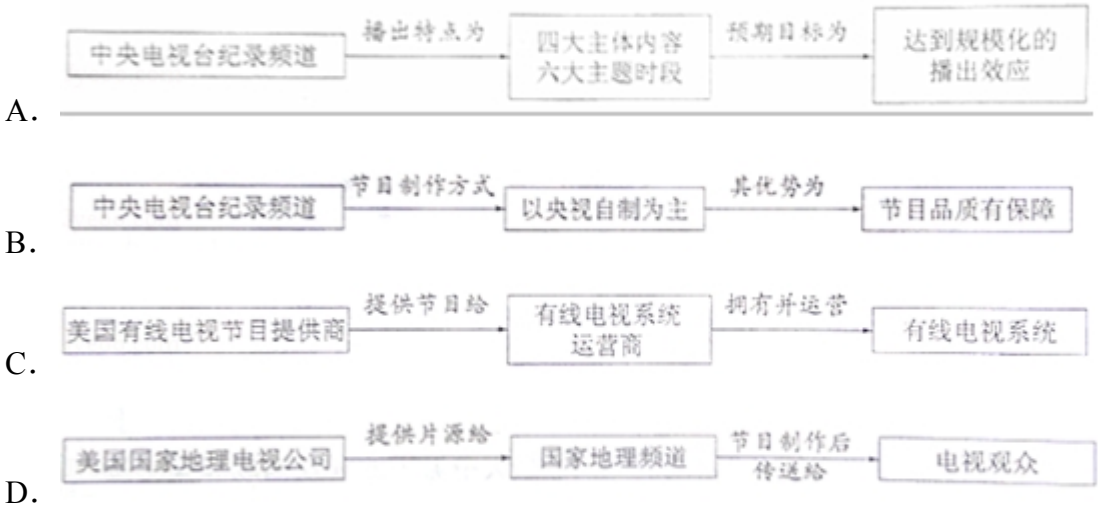 播出特点为 预期目标为
中央电视台纪录频道 四大主体内容 达到规模化的
六大主题时段 播出效应
A.
节目制作方式 其优势为
中央电视台纪录频道 以央视自制为主 节目品质有保障
B.
提供节目给 拥有并运营
美国有线电视节目提供商 有线电视系统 有线电视系统
运营商
C.
提供片源给 节目制作后
美国国家地理电视公司 国家地理频道 电视观众
传送给
D.